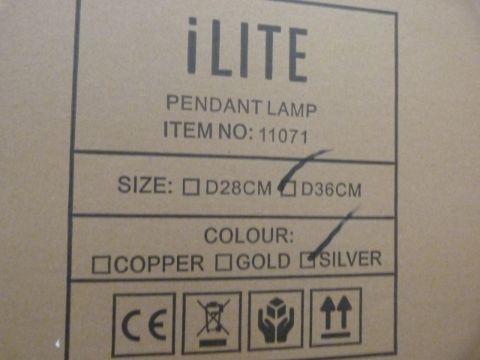 iLITE
PENDANT LAMP
ITEM NO: 11071
SIZE: D28CM D36CM
COLOUR:
COPPER GOLD SILVER
CE